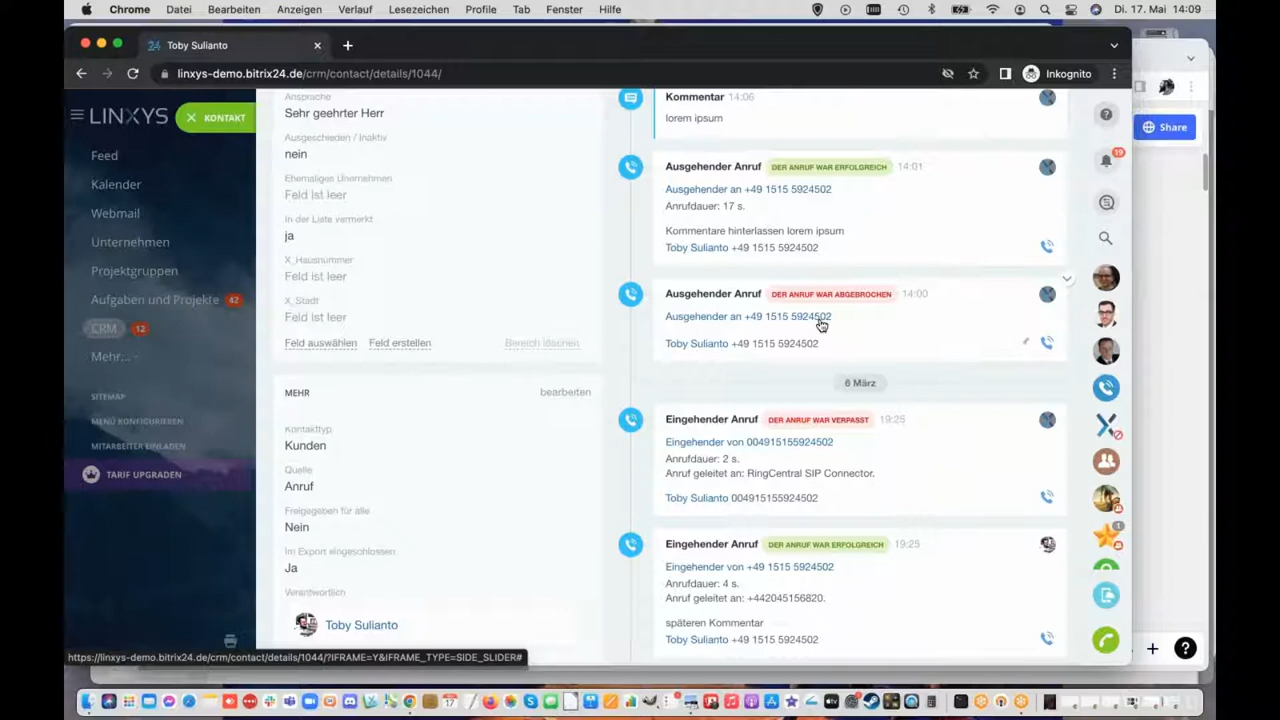 Chrome Datei Bearbeiten Anzeigen Verlauf Lesezeichen Profile Tab Fenster Hilfe Di. 17. Mai 14:09
24 Toby Sulianto
linxys-demo.bitrix24.de/crm/contact/details/1044/ Inkognito
LINXYS
KONTAKT
Feed
Kalender
Webmail
Unternehmen
Projektgruppen
Aufgaben und Projekte 42
CRM 12
Mehr...
SITEMAP
MENÜ KONFIGURIEREN
MITARBEITER EINLADEN
TARIF UPGRADEN
Ansprache
Sehr geehrter Herr
Ausgeschieden / Inaktiv
nein
Ehemaliges Unernehmen
Feld ist leer
In der Liste vermerkt
ja
X_Hausnummer
Feld ist leer
X_Stadt
Feld ist leer
Feld auswählen Feld erstellen Bereich löschen
MEHR bearbeiten
Kontakttyp
Kunden
Quelle
Anruf
Freigegeben für alle
Nein
Im Export eingeschlossen
Ja
Verantwortlich
Toby Sulianto
Kommentar 14:06
lorem ipsum
Ausgehender Anruf DER ANRUF WAR ERFOLGREICH 14:01
Ausgehender an +49 1515 5924502
Anrufdauer: 17 s.
Kommentare hinterlassen lorem ipsum
Toby Sulianto +49 1515 5924502
Ausgehender Anruf DER ANRUF WAR ABGEBROCHEN 14:00
Ausgehender an +49 1515 5924502
Toby Sulianto +49 1515 5924502
6 März
Eingehender Anruf DER ANRUF WAR VERPASST 19:25
Eingehender von 004915155924502
Anrufdauer: 2 s.
Anruf geleitet an: RingCentral SIP Connector.
Toby Sulianto 004915155924502
Eingehender Anruf DER ANRUF WAR ERFOLGREICH 19:25
Eingehender von +49 1515 5924502
Anrufdauer: 4 s.
Anruf geleitet an: +442045156820.
späteren Kommentar
Toby Sulianto +49 1515 5924502
19
1
Share
https://linxys-demo.bitrix24.de/crm/contact/details/1044/?IFRAME=Y&IFRAME_TYPE=SIDE_SLIDER#
17